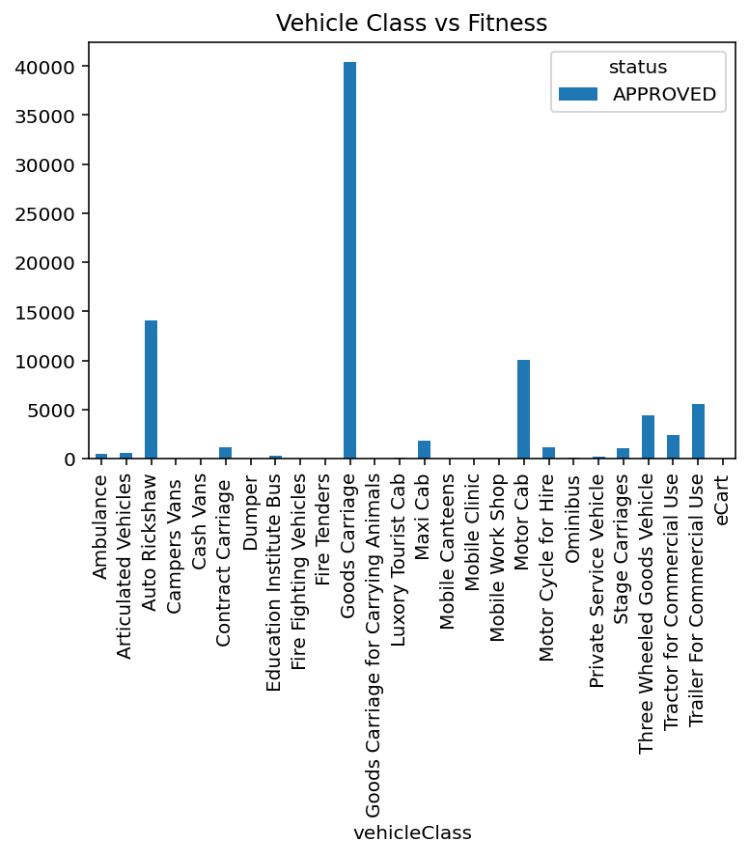 Vehicle Class vs Fitness
status
APPROVED
40000
35000
30000
25000
20000
15000
10000
5000
0
Ambulance
Articulated Vehicles
Auto Rickshaw
Campers Vans
Cash Vans
Contract Carriage
Dumper
Education Institute Bus
Fire Fighting Vehicles
Fire Tenders
Goods Carriage
Goods Carriage for Carrying Animals
Luxury Tourist Cab
Maxi Cab
Mobile Canteens
Mobile Clinic
Mobile Work Shop
Motor Cab
Motor Cycle for Hire
Ominibus
Private Service Vehicle
Stage Carriages
Three Wheeled Goods Vehicle
Tractor for Commercial Use
Trailer For Commercial Use
eCart
vehicleClass